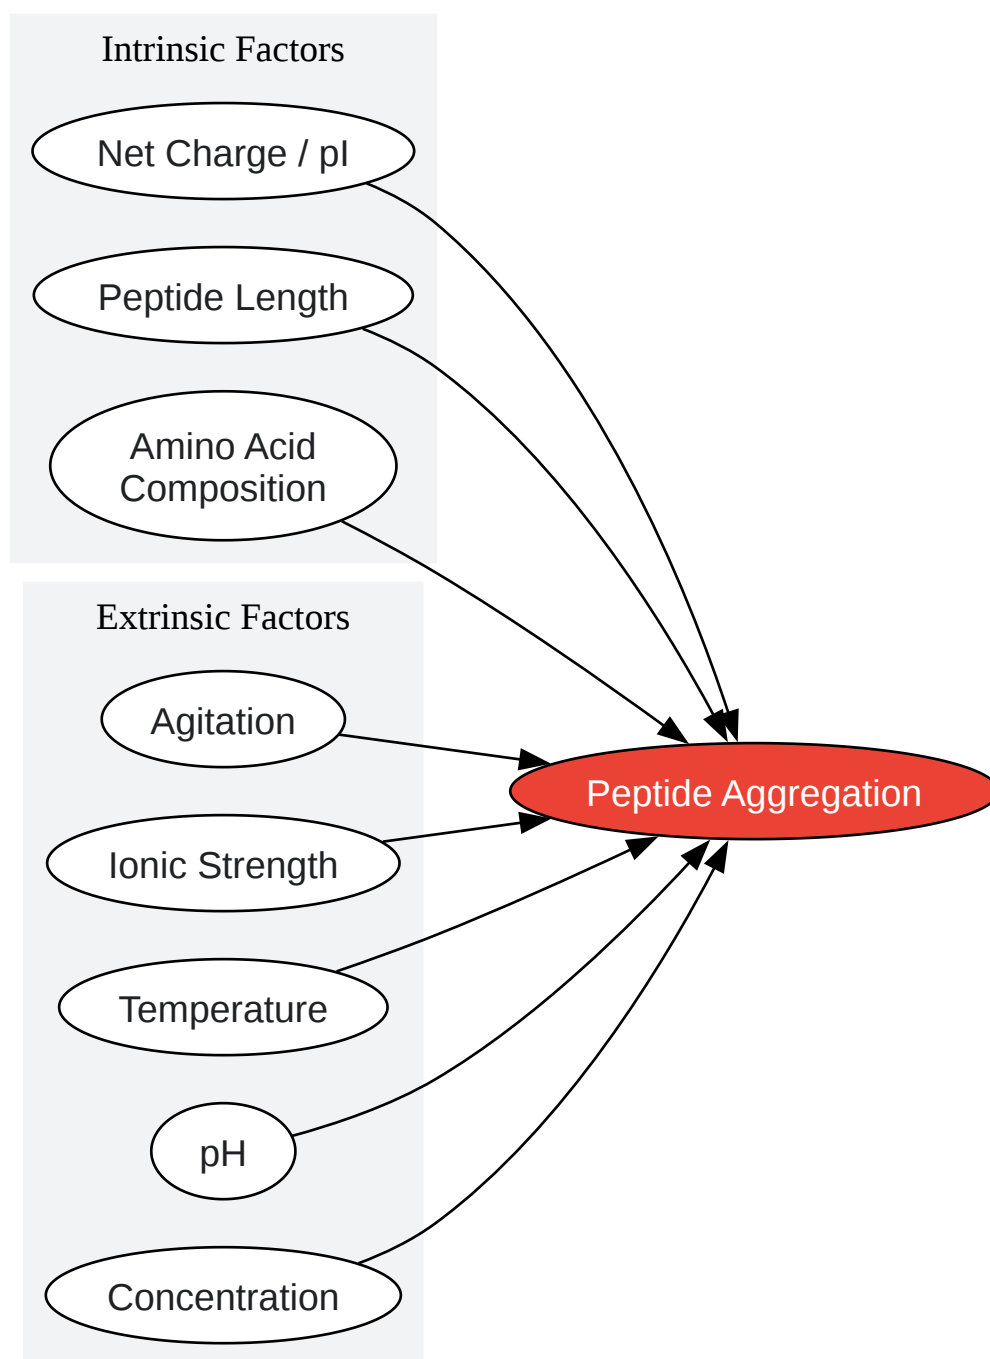 Intrinsic Factors
Net Charge / pI
Peptide Length
Amino Acid
Composition
Extrinsic Factors
Agitation
Peptide Aggregation
Ionic Strength
Temperature
pH
Concentration